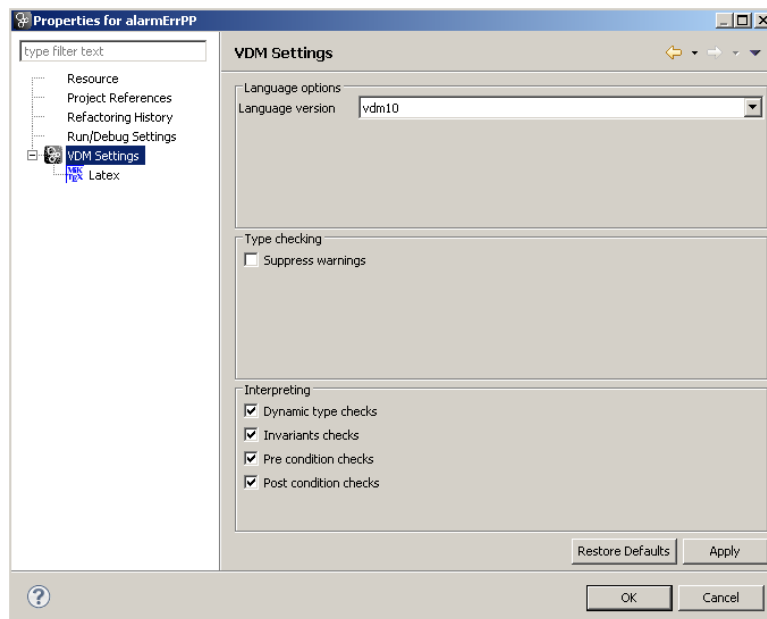 Properties for alarmErrPP
type filter text
Resource
Project References
Refactoring History
Run/Debug Settings
VDM Settings
MiK
TEX Latex
VDM Settings
Language options
Language version vdm10
Type checking
Suppress warnings
Interpreting
Dynamic type checks
Invariants checks
Pre condition checks
Post condition checks
Restore Defaults Apply
? OK Cancel